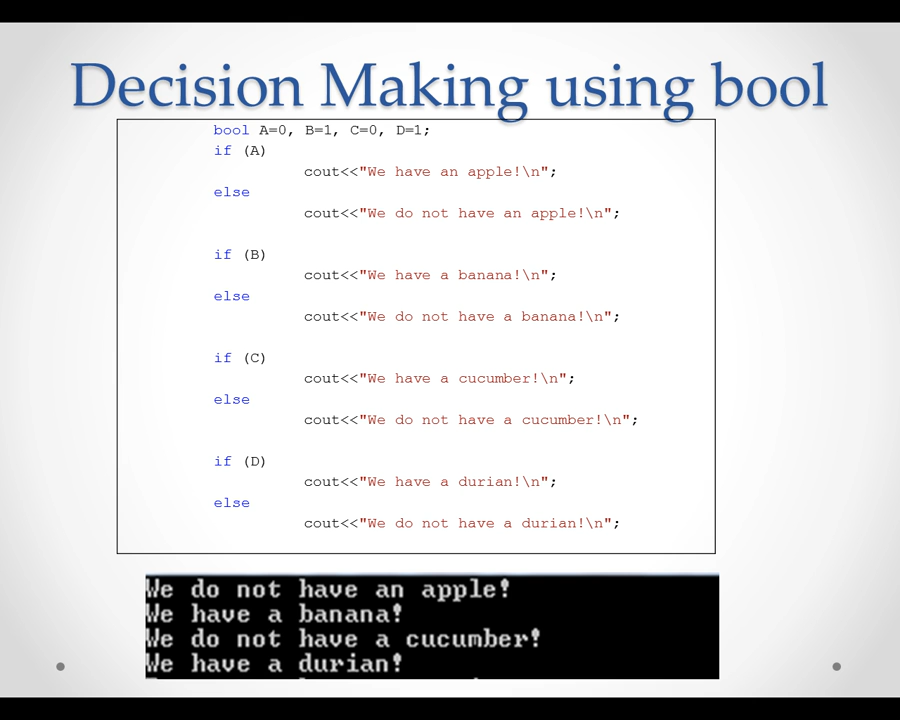 Decision Making using bool
bool A=0, B=1, C=0, D=1;
if (A)
cout<<"We have an apple!\n";
else
cout<<"We do not have an apple!\n";
if (B)
cout<<"We have a banana!\n";
else
cout<<"We do not have a banana!\n";
if (C)
cout<<"We have a cucumber!\n";
else
cout<<"We do not have a cucumber!\n";
if (D)
cout<<"We have a durian!\n";
else
cout<<"We do not have a durian!\n";
We do not have an apple!
We have a banana!
We do not have a cucumber!
We have a durian!